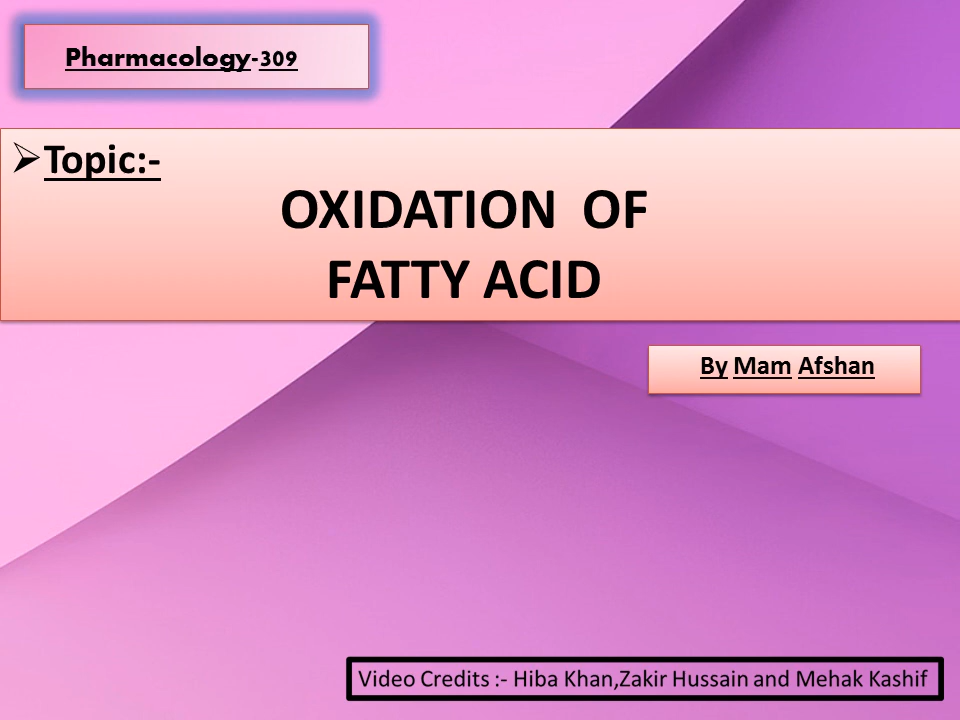 Pharmacology-309
Topic:-
OXIDATION OF
FATTY ACID
By Mam Afshan
Video Credits :- Hiba Khan,Zakir Hussain and Mehak Kashif